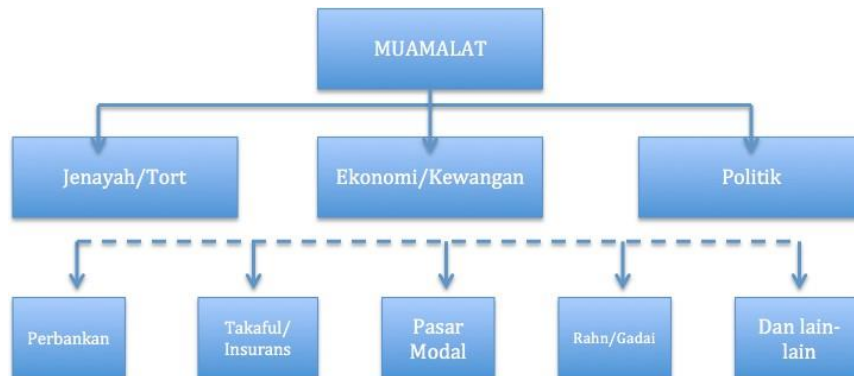 MUAMALAT
Jenayah/Tort
Ekonomi/Kewangan
Politik
Perbankan
Takaful/
Insurans
Pasar
Modal
Rahn/Gadai
Dan lain-
lain